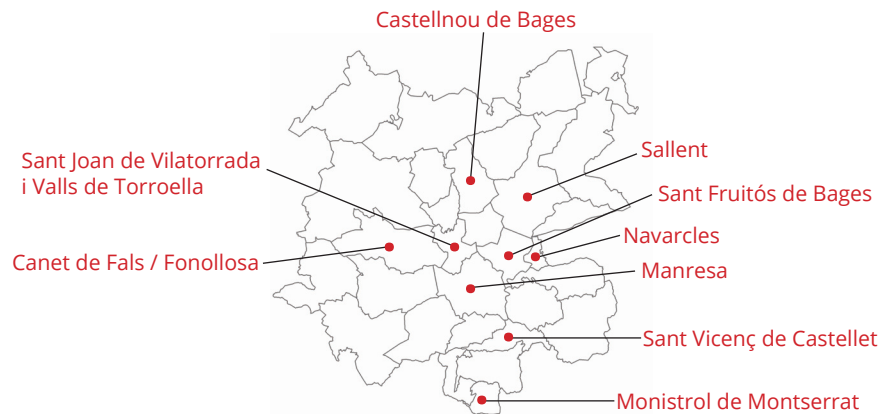 Castellnou de Bages
Sallent
Sant Joan de Vilatorrada
i Valls de Torroella
Sant Fruitós de Bages
Navarcles
Canet de Fals / Fonollosa
Manresa
Sant Vicenç de Castellet
Monistrol de Montserrat